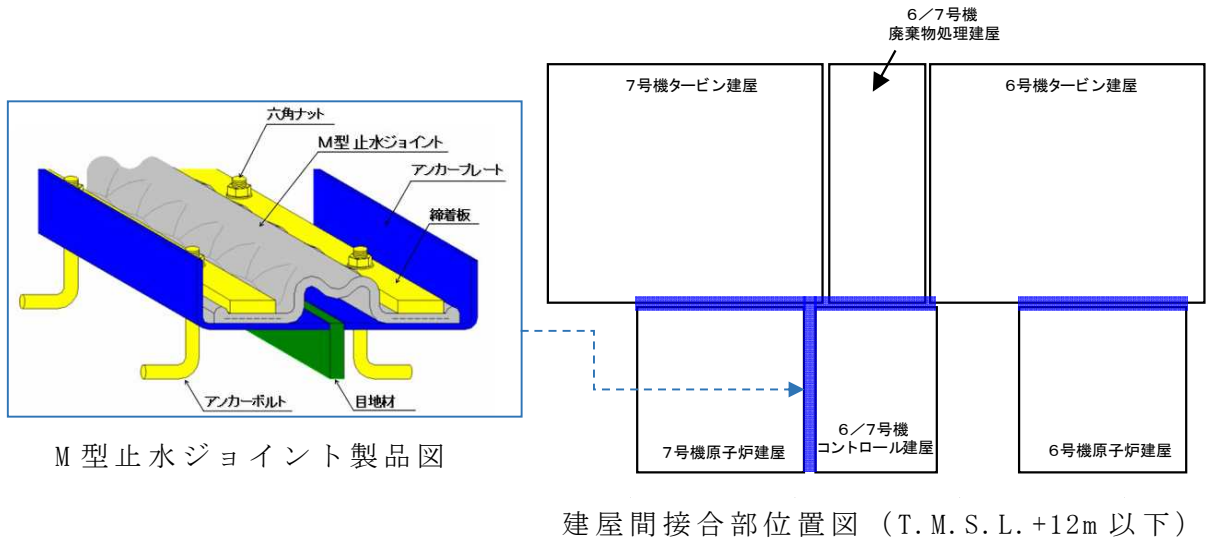 六角ナット
M型 止水ジョイント
アンカープレート
締着板
アンカーボルト
目地材
M型止水ジョイント製品図
6／7号機
廃棄物処理建屋
7号機タービン建屋
6号機タービン建屋
7号機原子炉建屋
6／7号機
コントロール建屋
6号機原子炉建屋
建屋間接合部位置図（T.M.S.L.+12m以下）